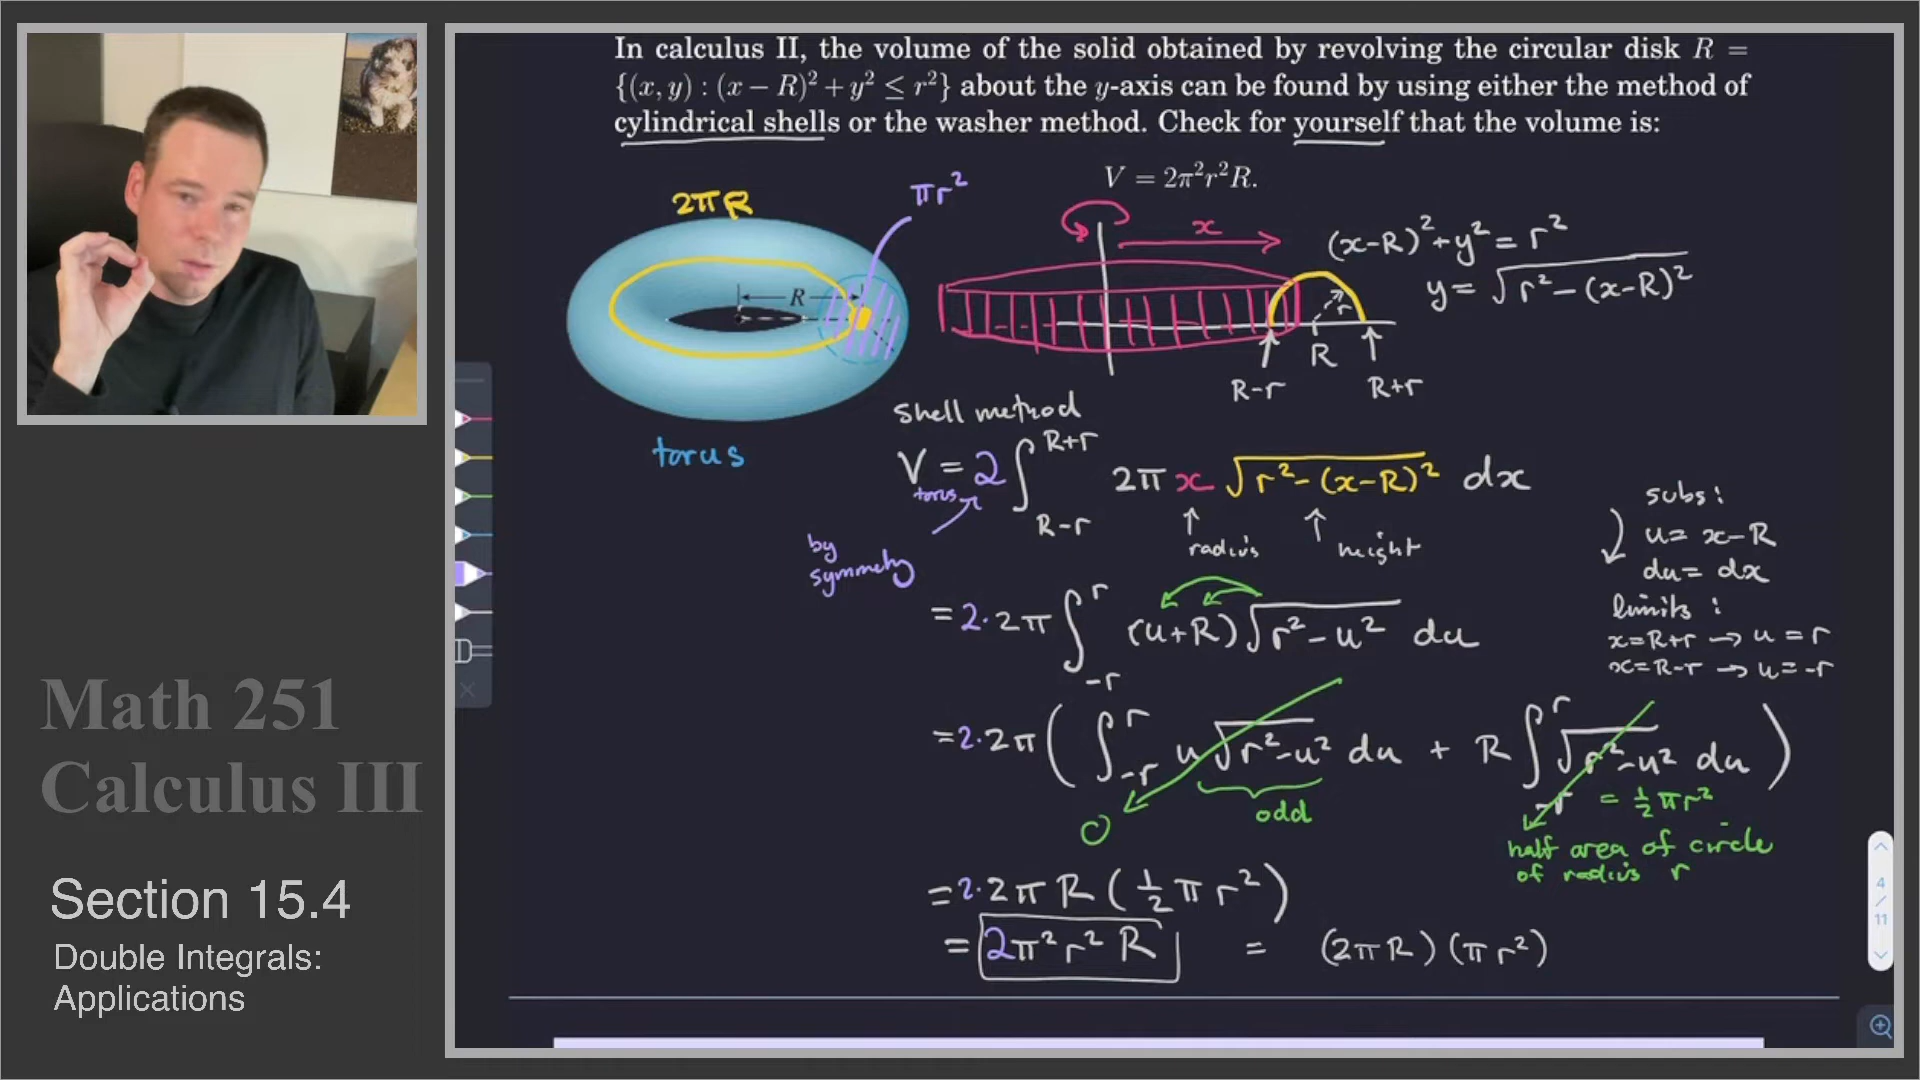 In calculus II, the volume of the solid obtained by revolving the circular disk R =
{(x, y) : (x − R)² + y² ≤ r²} about the y-axis can be found by using either the method of
cylindrical shells or the washer method. Check for yourself that the volume is:
V = 2π²r²R.
2πR
πr²
R
torus
x
(x-R)²+y² = r²
y = √(r²-(x-R)²)
r
R
R-r
R+r
Shell method
V = 2 ∫ 2π x √(r²-(x-R)²) dx
torus
R+r
R-r
radius
height
by
symmetry
subs:
u = x-R
du = dx
limits:
x=R+r → u = r
x=R-r → u = -r
= 2·2π ∫_{-r}^{r} (u+R)√(r²-u²) du
= 2·2π ( ∫_{-r}^{r} u√(r²-u²) du + R ∫_{-r}^{r} √(r²-u²) du )
0
odd
= ½πr²
half area of circle
of radius r
= 2·2πR(½πr²)
= 2π²r²R = (2πR)(πr²)
Math 251
Calculus III
Section 15.4
Double Integrals:
Applications
4
/
11